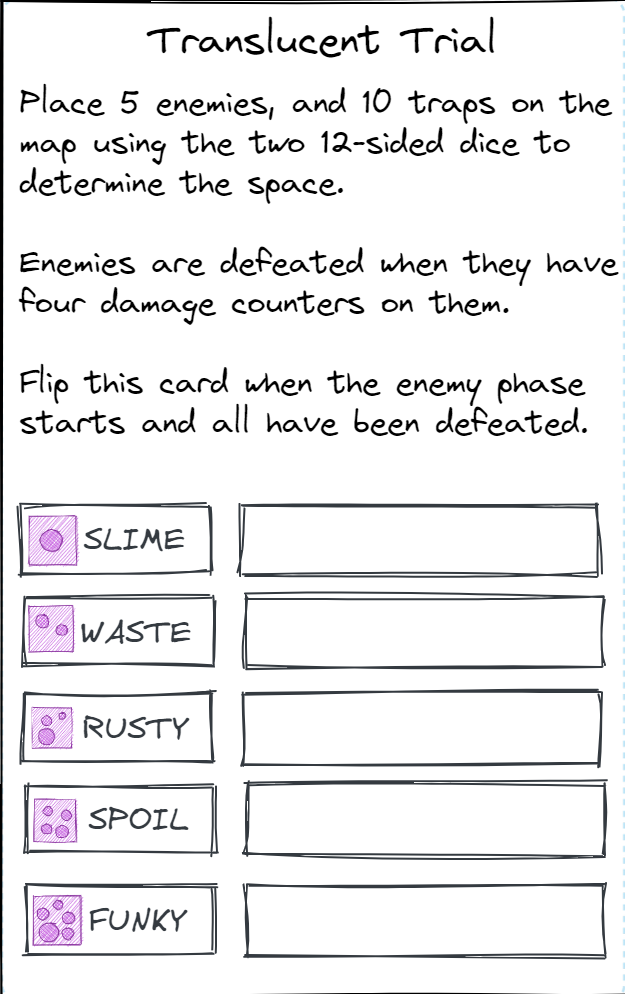 Translucent Trial
Place 5 enemies, and 10 traps on the
map using the two 12-sided dice to
determine the space.
Enemies are defeated when they have
four damage counters on them.
Flip this card when the enemy phase
starts and all have been defeated.
SLIME
WASTE
RUSTY
SPOIL
FUNKY